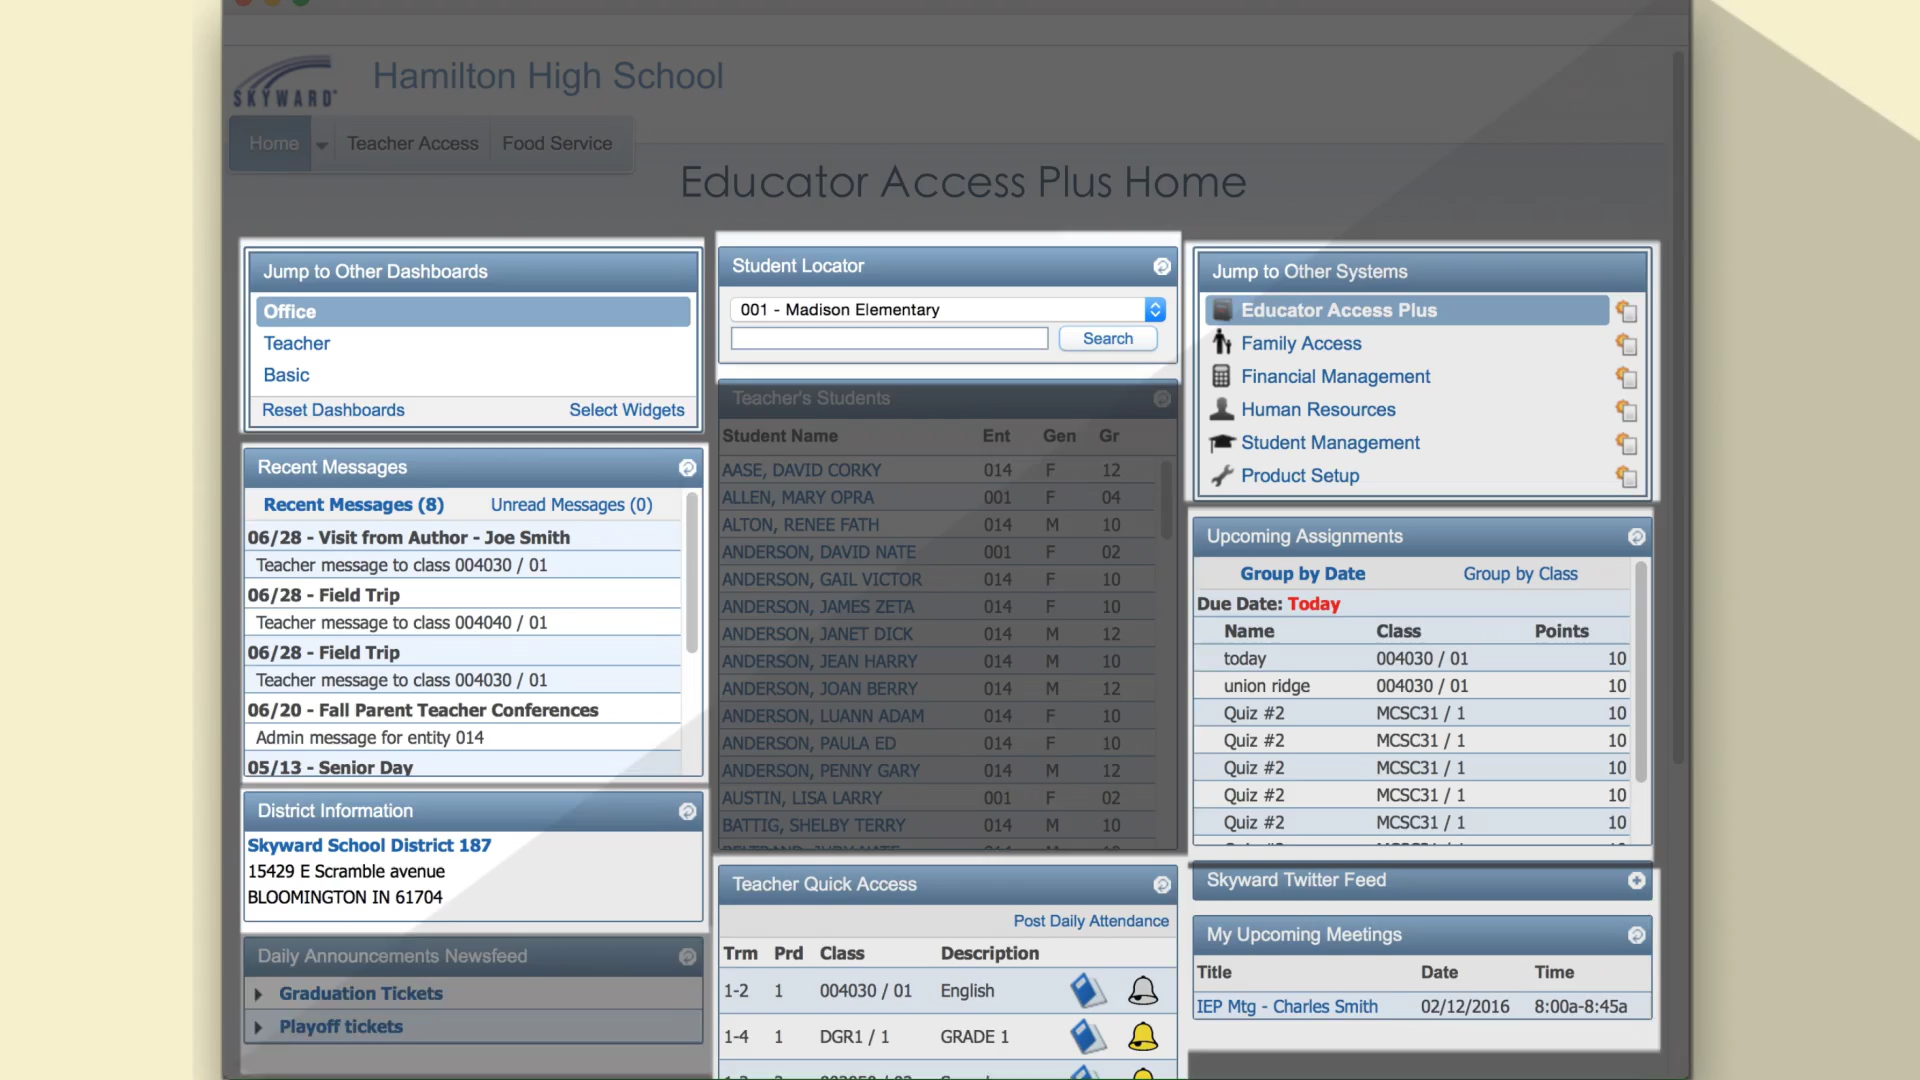 SKYWARD
Hamilton High School
Home
Teacher Access
Food Service
Educator Access Plus Home
Jump to Other Dashboards
Office
Teacher
Basic
Reset Dashboards
Select Widgets
Recent Messages
Recent Messages (8)
Unread Messages (0)
06/28 - Visit from Author - Joe Smith
Teacher message to class 004030 / 01
06/28 - Field Trip
Teacher message to class 004040 / 01
06/28 - Field Trip
Teacher message to class 004030 / 01
06/20 - Fall Parent Teacher Conferences
Admin message for entity 014
05/13 - Senior Day
District Information
Skyward School District 187
15429 E Scramble avenue
BLOOMINGTON IN 61704
Daily Announcements Newsfeed
Graduation Tickets
Playoff tickets
Student Locator
001 - Madison Elementary
Search
Teacher's Students
Student Name Ent Gen Gr
AASE, DAVID CORKY 014 F 12
ALLEN, MARY OPRA 001 F 04
ALTON, RENEE FATH 014 M 10
ANDERSON, DAVID NATE 001 F 02
ANDERSON, GAIL VICTOR 014 F 10
ANDERSON, JAMES ZETA 014 F 10
ANDERSON, JANET DICK 014 M 12
ANDERSON, JEAN HARRY 014 M 10
ANDERSON, JOAN BERRY 014 M 12
ANDERSON, LUANN ADAM 014 F 10
ANDERSON, PAULA ED 014 F 10
ANDERSON, PENNY GARY 014 M 12
AUSTIN, LISA LARRY 001 F 02
BATTIG, SHELBY TERRY 014 M 10
Teacher Quick Access
Post Daily Attendance
Trm Prd Class Description
1-2 1 004030 / 01 English
1-4 1 DGR1 / 1 GRADE 1
Jump to Other Systems
Educator Access Plus
Family Access
Financial Management
Human Resources
Student Management
Product Setup
Upcoming Assignments
Group by Date
Group by Class
Due Date: Today
Name Class Points
today 004030 / 01 10
union ridge 004030 / 01 10
Quiz #2 MCSC31 / 1 10
Quiz #2 MCSC31 / 1 10
Quiz #2 MCSC31 / 1 10
Quiz #2 MCSC31 / 1 10
Quiz #2 MCSC31 / 1 10
Skyward Twitter Feed
My Upcoming Meetings
Title Date Time
IEP Mtg - Charles Smith 02/12/2016 8:00a-8:45a